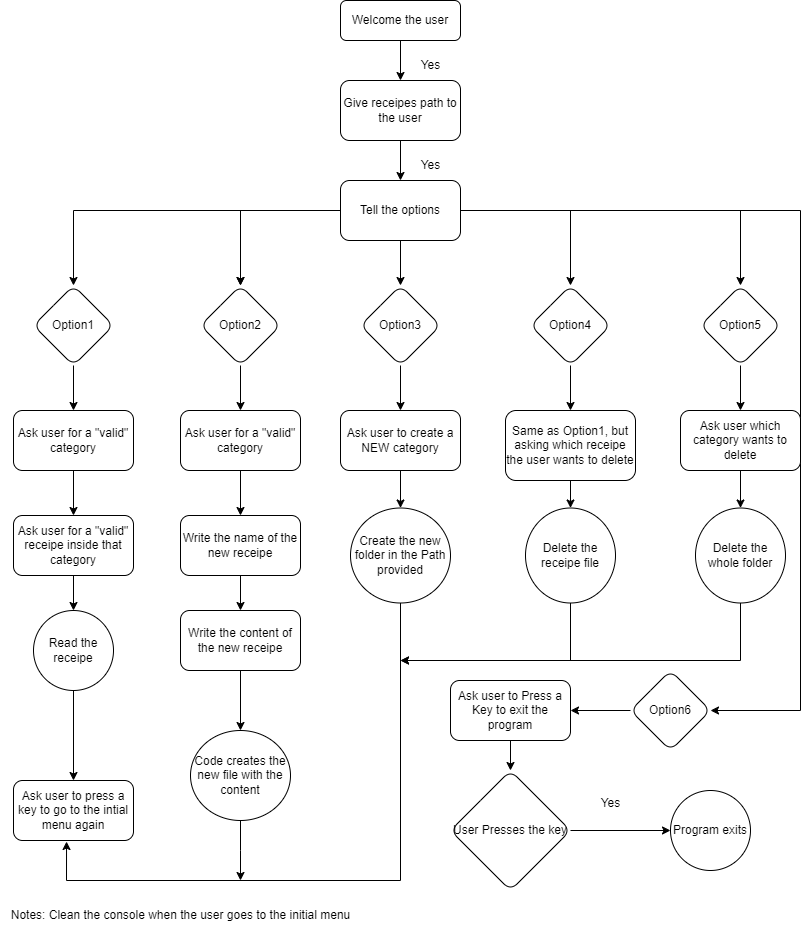 Welcome the user
Yes
Give receipes path to
the user
Yes
Tell the options
Option1
Option2
Option3
Option4
Option5
Ask user for a "valid"
category
Ask user for a "valid"
category
Ask user to create a
NEW category
Same as Option1, but
asking which receipe
the user wants to delete
Ask user which
category wants to
delete
Ask user for a "valid"
receipe inside that
category
Write the name of the
new receipe
Create the new
folder in the Path
provided
Delete the
receipe file
Delete the
whole folder
Read the
receipe
Write the content of
the new receipe
Ask user to Press a
Key to exit the
program
Option6
Code creates the
new file with the
content
Ask user to press a
key to go to the intial
menu again
User Presses the key
Yes
Program exits
Notes: Clean the console when the user goes to the initial menu